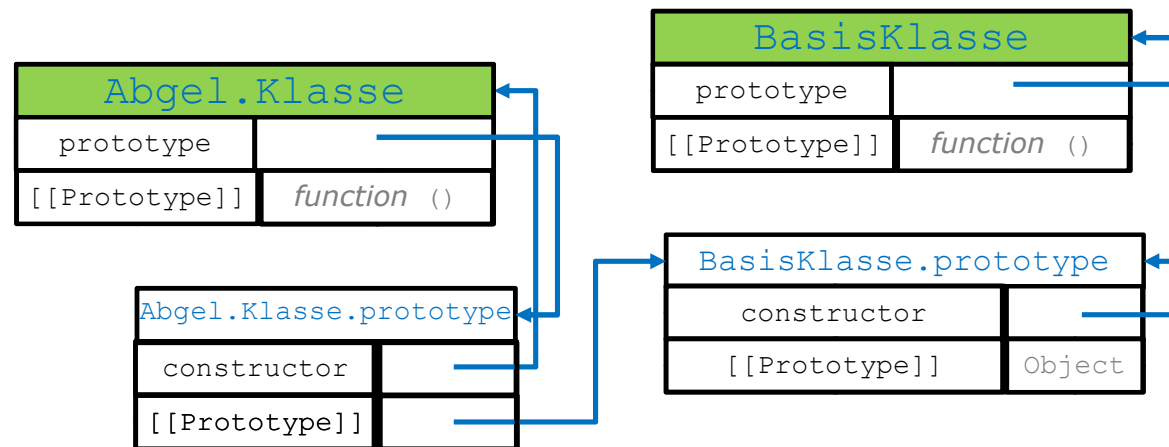 Abgel.Klasse
prototype
[[Prototype]] function ()
Abgel.Klasse.prototype
constructor
[[Prototype]]
BasisKlasse
prototype
[[Prototype]] function ()
BasisKlasse.prototype
constructor
[[Prototype]] Object